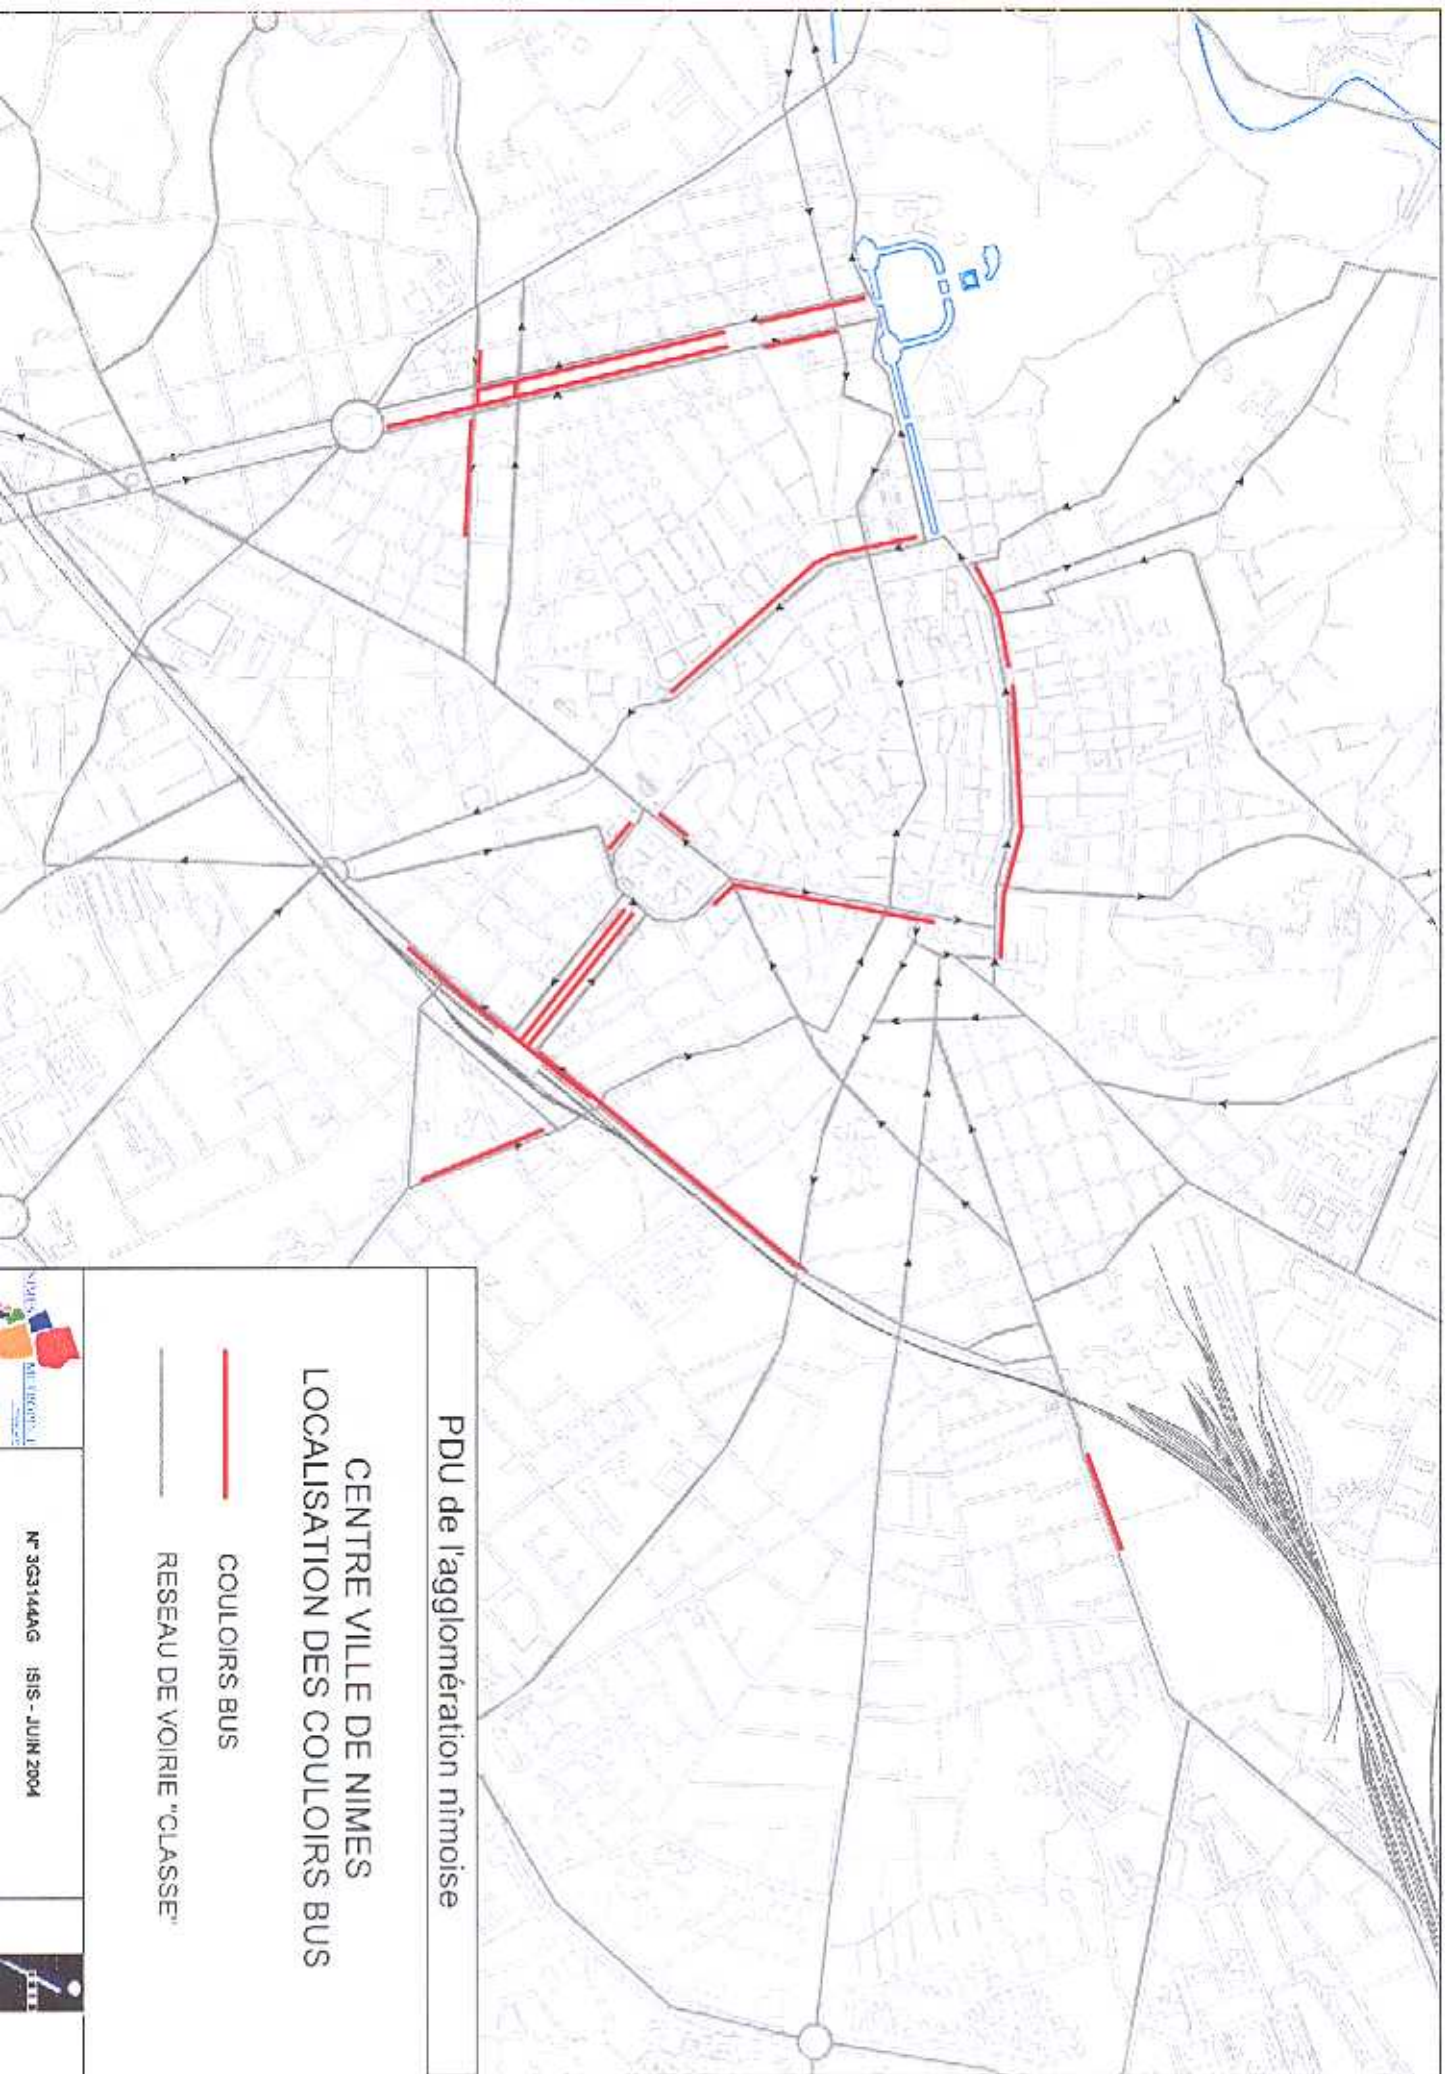 PDU de l'agglomération nîmoise
CENTRE VILLE DE NIMES
LOCALISATION DES COULOIRS BUS
COULOIRS BUS
RESEAU DE VOIRIE "CLASSE"
N° 3G3144AG ISIS - JUIN 2004